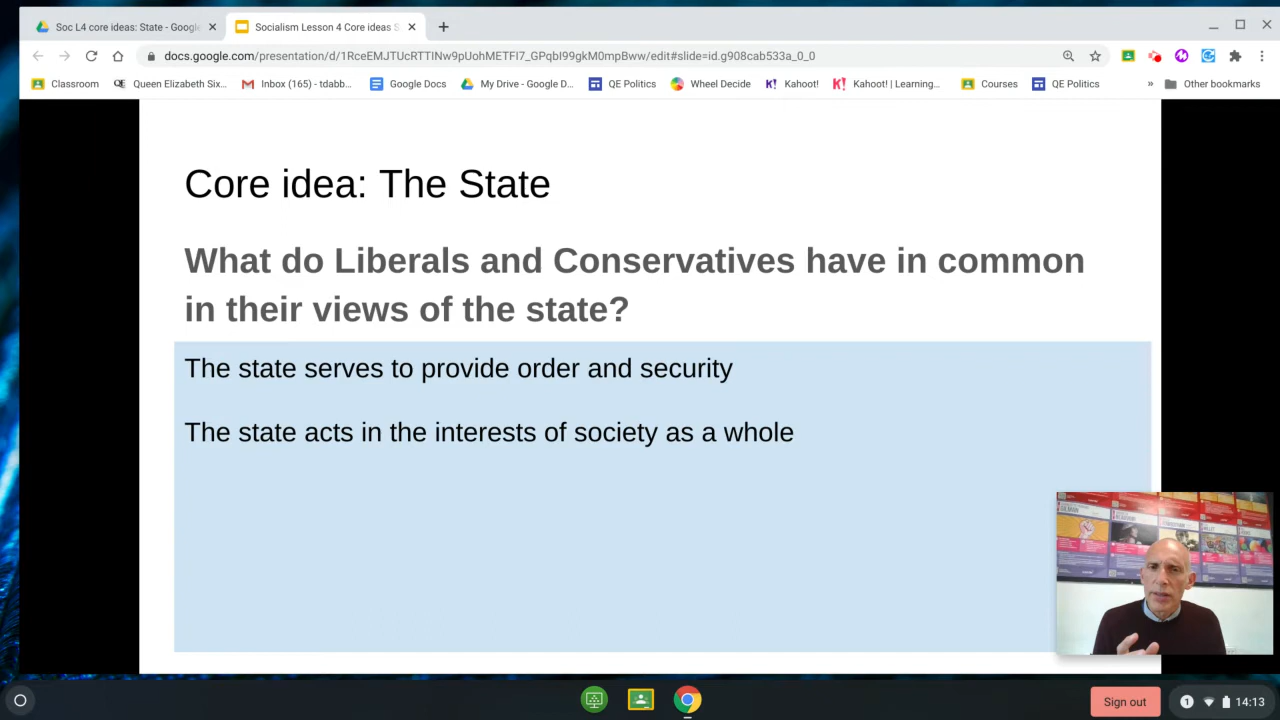 Soc L4 core ideas: State - Google
Socialism Lesson 4 Core ideas S
docs.google.com/presentation/d/1RceEMJTUcRTTINw9pUohMETFI7_GPqbI99gkM0mpBww/edit#slide=id.g908cab533a_0_0
Classroom
Queen Elizabeth Six...
Inbox (165) - tdabb...
Google Docs
My Drive - Google D...
QE Politics
Wheel Decide
Kahoot!
Kahoot! | Learning...
Courses
QE Politics
Other bookmarks
Core idea: The State
What do Liberals and Conservatives have in common
in their views of the state?
The state serves to provide order and security
The state acts in the interests of society as a whole
Sign out
1
14:13